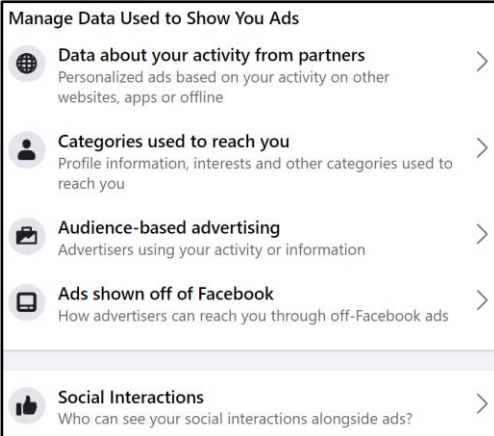 Manage Data Used to Show You Ads
Data about your activity from partners
Personalized ads based on your activity on other
websites, apps or offline
Categories used to reach you
Profile information, interests and other categories used to
reach you
Audience-based advertising
Advertisers using your activity or information
Ads shown off of Facebook
How advertisers can reach you through off-Facebook ads
Social Interactions
Who can see your social interactions alongside ads?